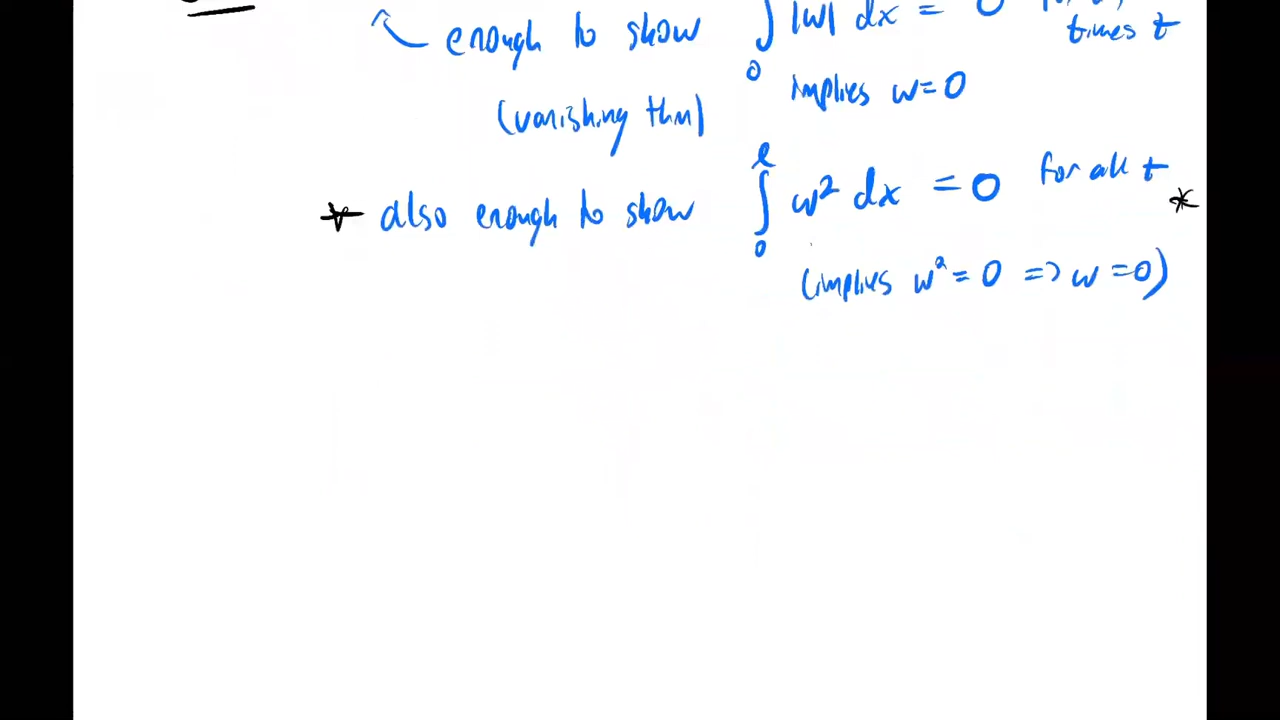 enough to show ∫₀ |w| dx = 0
times t
implies w = 0
(vanishing thm)
* also enough to show ∫₀ˡ w² dx = 0 for all t *
(implies w² = 0 => w = 0)